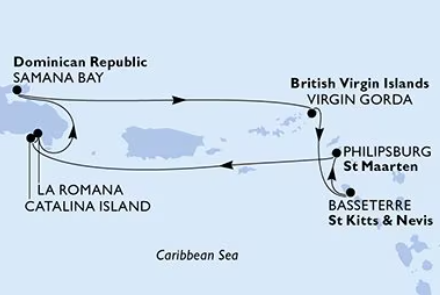 Dominican Republic
SAMANA BAY
British Virgin Islands
VIRGIN GORDA
PHILIPSBURG
St Maarten
LA ROMANA
CATALINA ISLAND
BASSETERRE
St Kitts & Nevis
Caribbean Sea